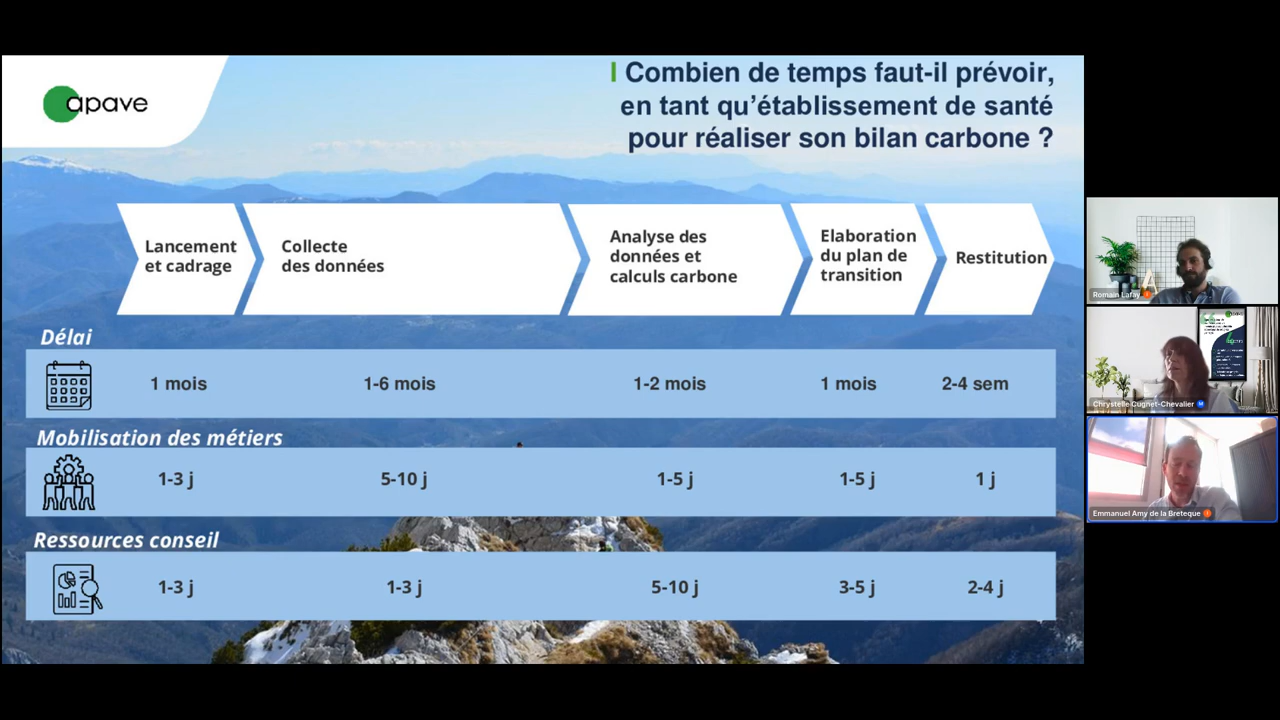 apave
Combien de temps faut-il prévoir,
en tant qu'établissement de santé
pour réaliser son bilan carbone ?
Lancement
et cadrage
Collecte
des données
Analyse des
données et
calculs carbone
Elaboration
du plan de
transition
Restitution
Délai
1 mois
1-6 mois
1-2 mois
1 mois
2-4 sem
Mobilisation des métiers
1-3 j
5-10 j
1-5 j
1-5 j
1 j
Ressources conseil
1-3 j
1-3 j
5-10 j
3-5 j
2-4 j
Romain Lafay
Chrystelle Cugnet-Chevalier
Emmanuel Amy de la Breteque